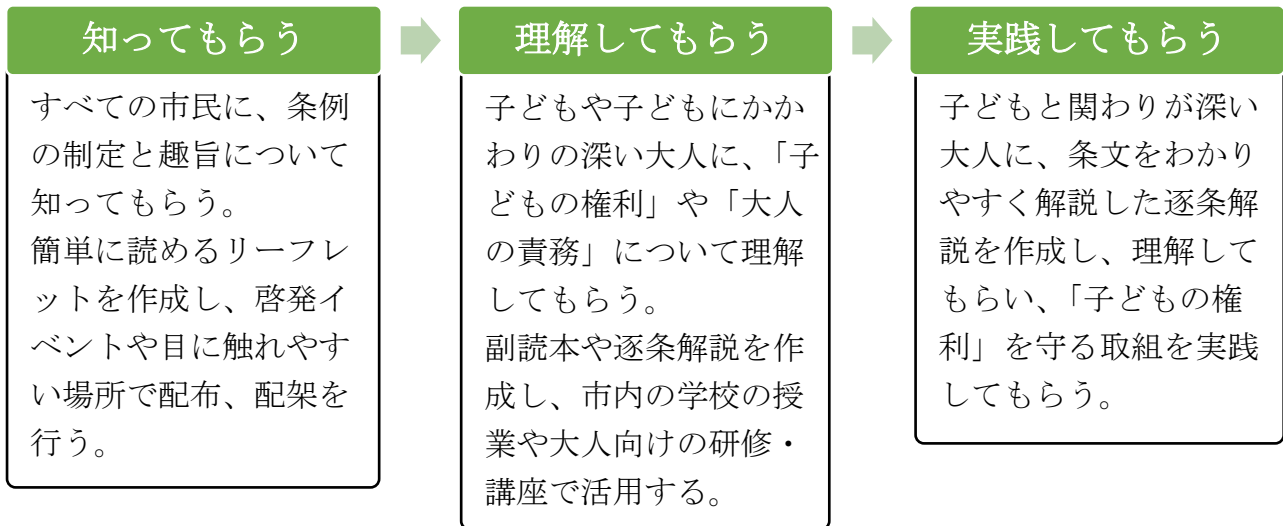 知ってもらう
すべての市民に、条例
の制定と趣旨について
知ってもらう。
簡単に読めるリーフレ
ットを作成し、啓発イ
ベントや目に触れやす
い場所で配布、配架を
行う。
理解してもらう
子どもや子どもにかか
わりの深い大人に、「子
どもの権利」や「大人
の責務」について理解
してもらう。
副読本や逐条解説を作
成し、市内の学校の授
業や大人向けの研修・
講座で活用する。
実践してもらう
子どもと関わりが深い
大人に、条文をわかり
やすく解説した逐条解
説を作成し、理解して
もらい、「子どもの権
利」を守る取組を実践
してもらう。